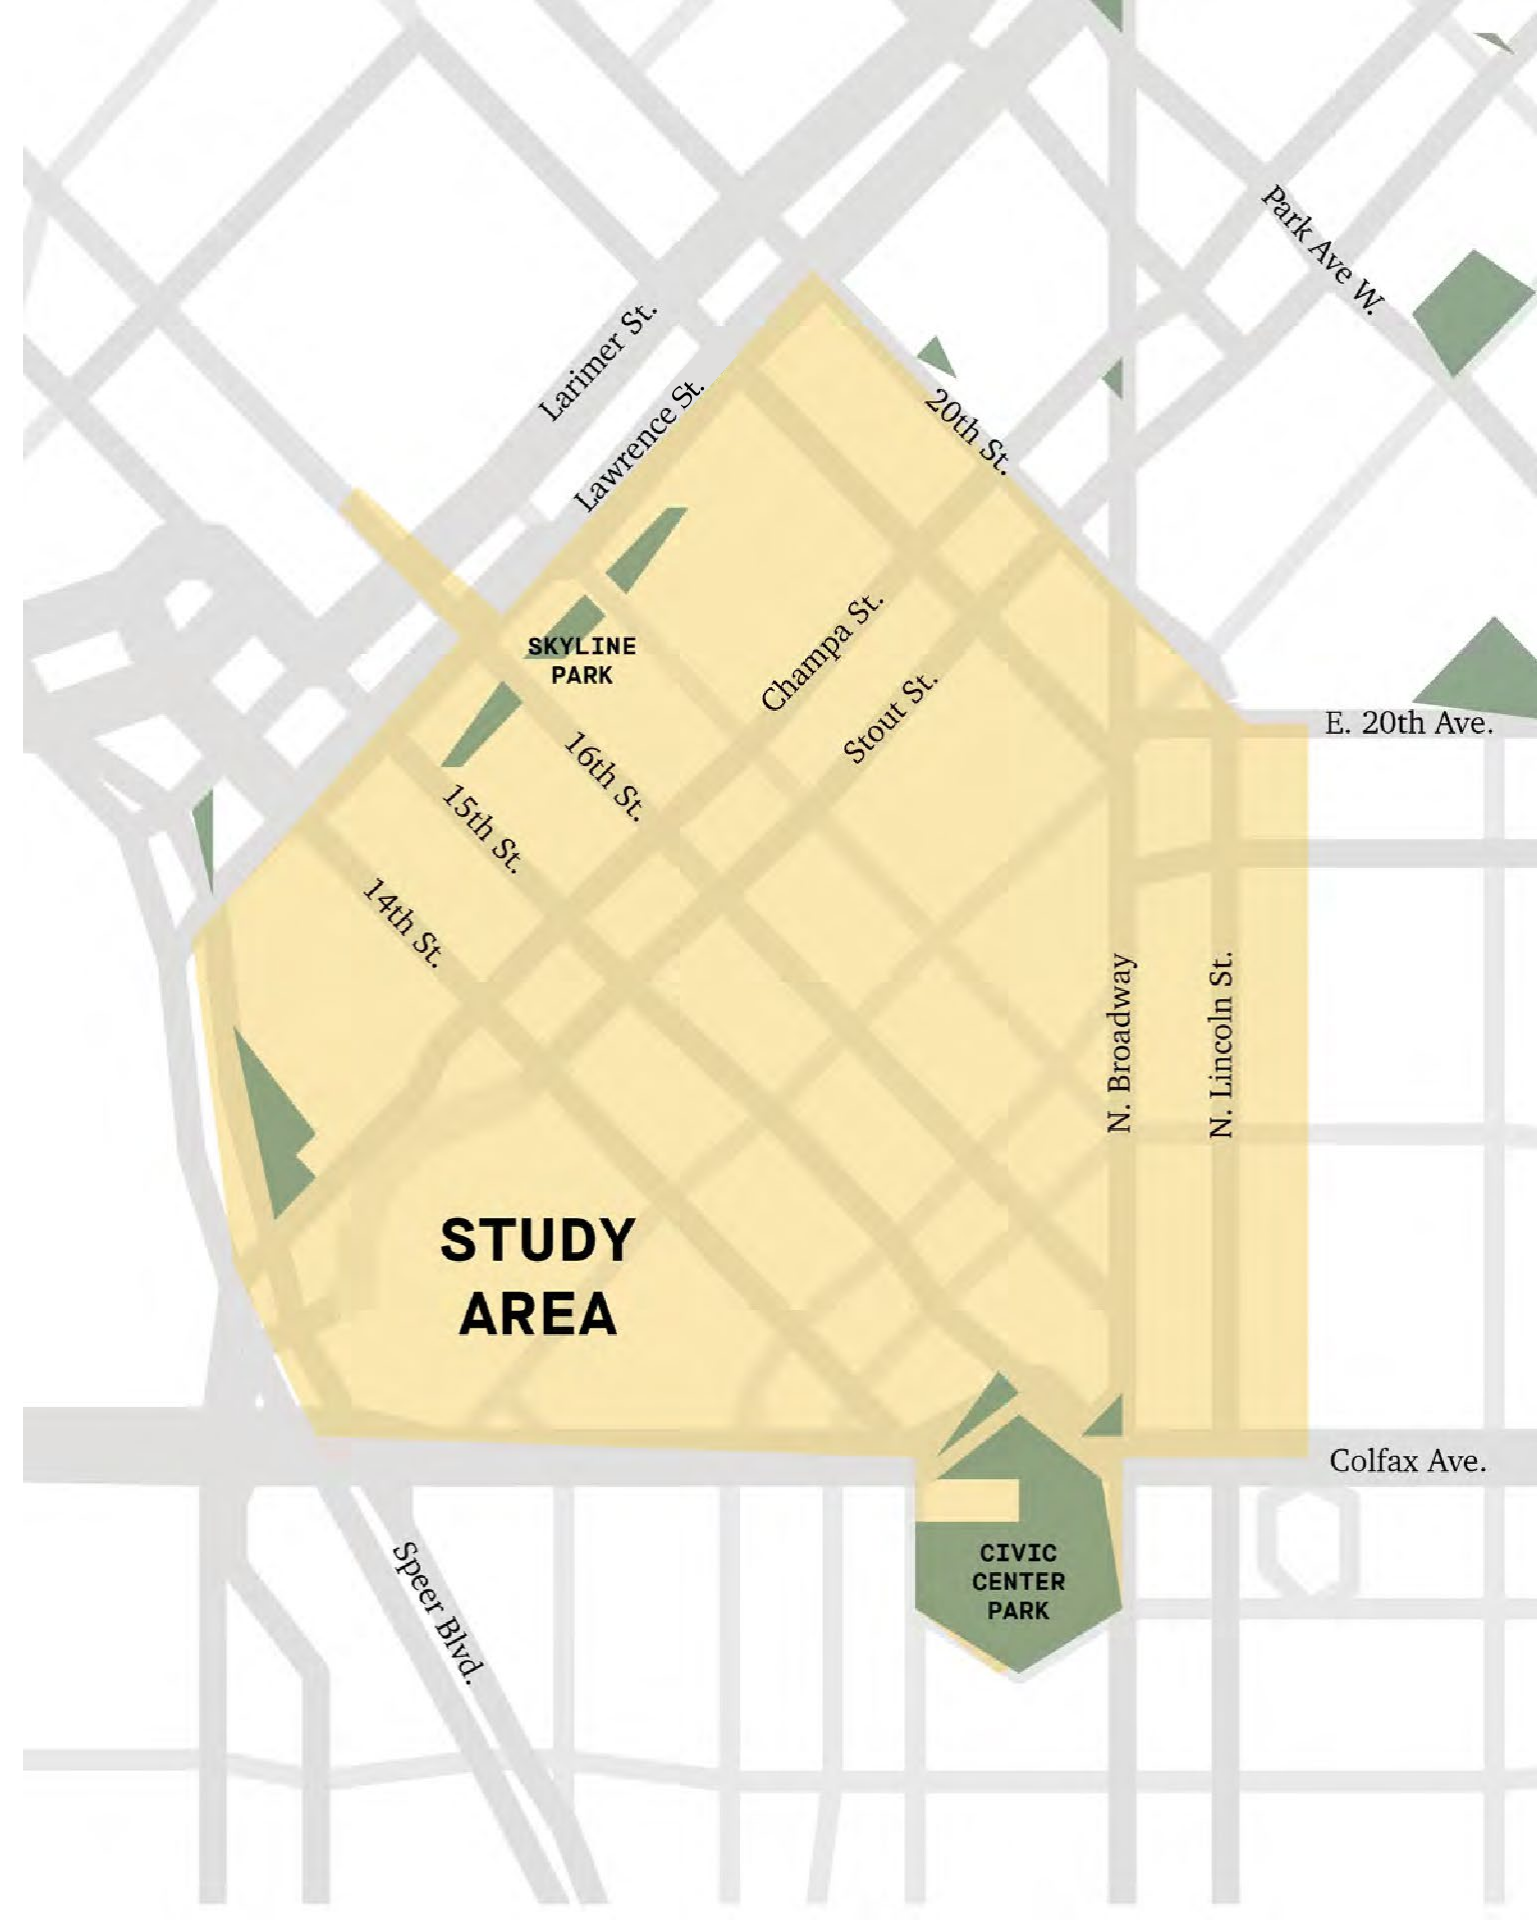 Park Ave W.
Larimer St.
Lawrence St.
20th St.
SKYLINE
PARK
Champa St.
Stout St.
E. 20th Ave.
16th St.
15th St.
14th St.
N. Broadway
N. Lincoln St.
STUDY
AREA
Colfax Ave.
CIVIC
CENTER
PARK
Speer Blvd.